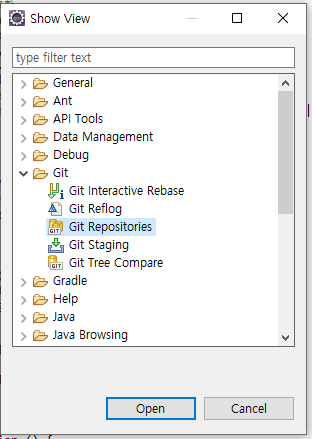 Show View
type filter text
General
Ant
API Tools
Data Management
Debug
Git
Git Interactive Rebase
Git Reflog
Git Repositories
Git Staging
Git Tree Compare
Gradle
Help
Java
Java Browsing
Open
Cancel